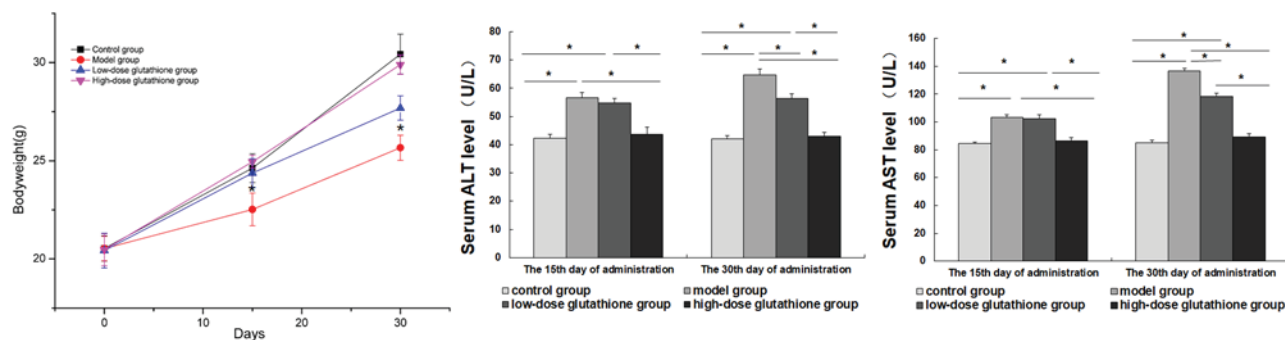 Control group
Model group
Low-dose glutathione group
High-dose glutathione group
Bodyweight(g)
30
25
20
*
*
0
10
20
30
Days
Serum ALT level（U/L）
80
70
60
50
40
30
20
10
0
* * * *
* * * * *
The 15th day of administration
The 30th day of administration
control group
model group
low-dose glutathione group
high-dose glutathione group
Serum AST level（U/L）
160
140
120
100
80
60
40
20
0
* * * *
* * * * *
The 15th day of administration
The 30th day of administration
control group
model group
low-dose glutathione group
high-dose glutathione group